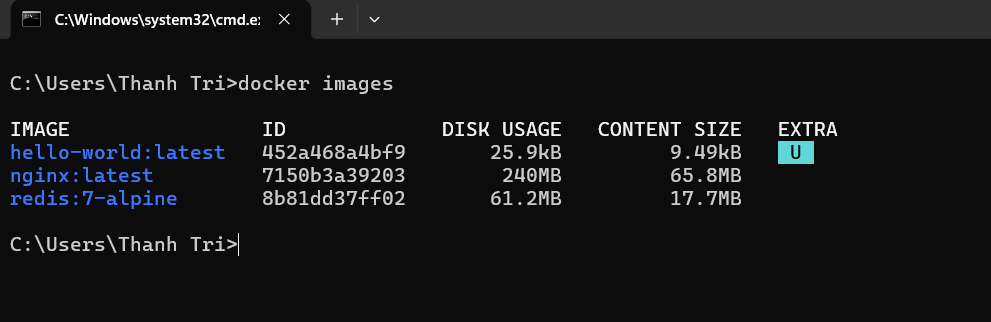 C:\Windows\system32\cmd.e
C:\Users\Thanh Tri>docker images
IMAGE ID DISK USAGE CONTENT SIZE EXTRA
hello-world:latest 452a468a4bf9 25.9kB 9.49kB U
nginx:latest 7150b3a39203 240MB 65.8MB
redis:7-alpine 8b81dd37ff02 61.2MB 17.7MB
C:\Users\Thanh Tri>